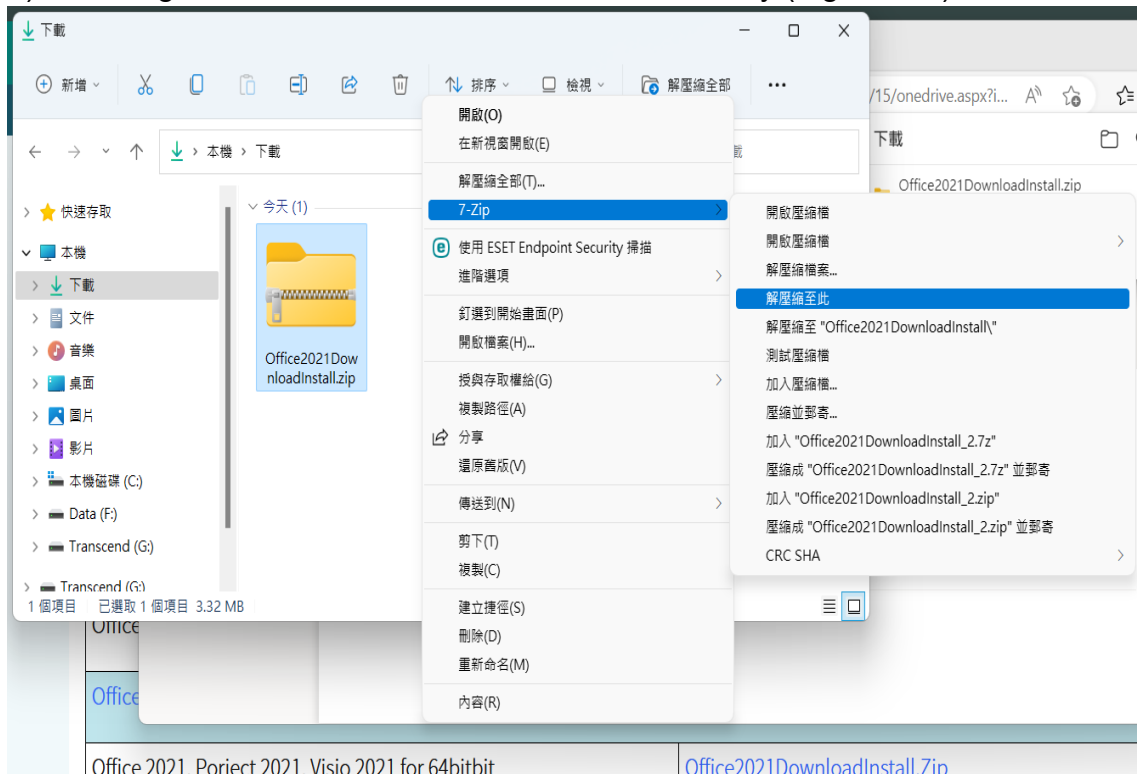 下載
新增
排序
檢視
解壓縮全部
本機 > 下載
快速存取
本機
下載
文件
音樂
桌面
圖片
影片
本機磁碟 (C:)
Data (F:)
Transcend (G:)
Transcend (G:)
1 個項目
已選取 1 個項目 3.32 MB
今天 (1)
Office2021Dow
nloadInstall.zip
開啟(O)
在新視窗開啟(E)
解壓縮全部(T)...
7-Zip
使用 ESET Endpoint Security 掃描
進階選項
釘選到開始畫面(P)
開啟檔案(H)...
授與存取權給(G)
複製路徑(A)
分享
還原舊版(V)
傳送到(N)
剪下(T)
複製(C)
建立捷徑(S)
刪除(D)
重新命名(M)
內容(R)
開啟壓縮檔
開啟壓縮檔
解壓縮檔案...
解壓縮至此
解壓縮至 "Office2021DownloadInstall\"
測試壓縮檔
加入壓縮檔...
壓縮並郵寄...
加入 "Office2021DownloadInstall_2.7z"
壓縮成 "Office2021DownloadInstall_2.7z" 並郵寄
加入 "Office2021DownloadInstall_2.zip"
壓縮成 "Office2021DownloadInstall_2.zip" 並郵寄
CRC SHA
/15/onedrive.aspx?i...
下載
Office2021DownloadInstall.zip
Office
Office
Office 2021, Porject 2021, Visio 2021 for 64bitbit
Office2021DownloadInstall.Zip